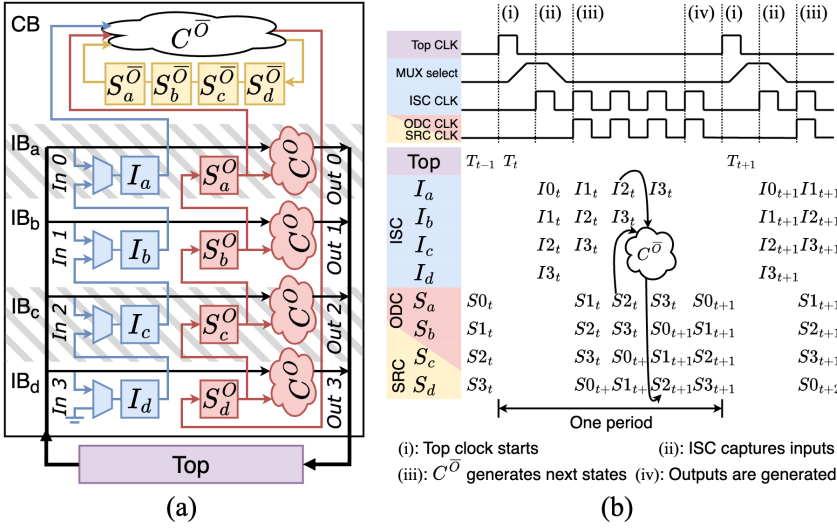 CB
C^O̅
S_a^O̅ S_b^O̅ S_c^O̅ S_d^O̅
IB_a
In 0
I_a
S_a^O
C^O
Out 0
IB_b
In 1
I_b
S_b^O
C^O
Out 1
IB_c
In 2
I_c
S_c^O
C^O
Out 2
IB_d
In 3
I_d
S_d^O
C^O
Out 3
Top
(a)
(i) (ii) (iii) (iv) (i) (ii) (iii)
Top CLK
MUX select
ISC CLK
ODC CLK
SRC CLK
Top T_{t-1} T_t T_{t+1}
ISC
I_a I0_t I1_t I2_t I3_t I0_{t+1} I1_{t+1}
I_b I1_t I2_t I3_t I1_{t+1} I2_{t+1}
I_c I2_t I3_t I2_{t+1} I3_{t+1}
I_d I3_t I3_{t+1}
C^O̅
ODC
SRC
S_a S0_t S1_t S2_t S3_t S0_{t+1} S1_{t+1}
S_b S1_t S2_t S3_t S0_{t+1} S1_{t+1} S2_{t+1}
S_c S2_t S3_t S0_{t+} S1_{t+1} S2_{t+1} S3_{t+1}
S_d S3_t S0_{t+} S1_{t+} S2_{t+1} S3_{t+1} S0_{t+2}
One period
(i): Top clock starts (ii): ISC captures inputs
(iii): C^O̅ generates next states (iv): Outputs are generated
(b)